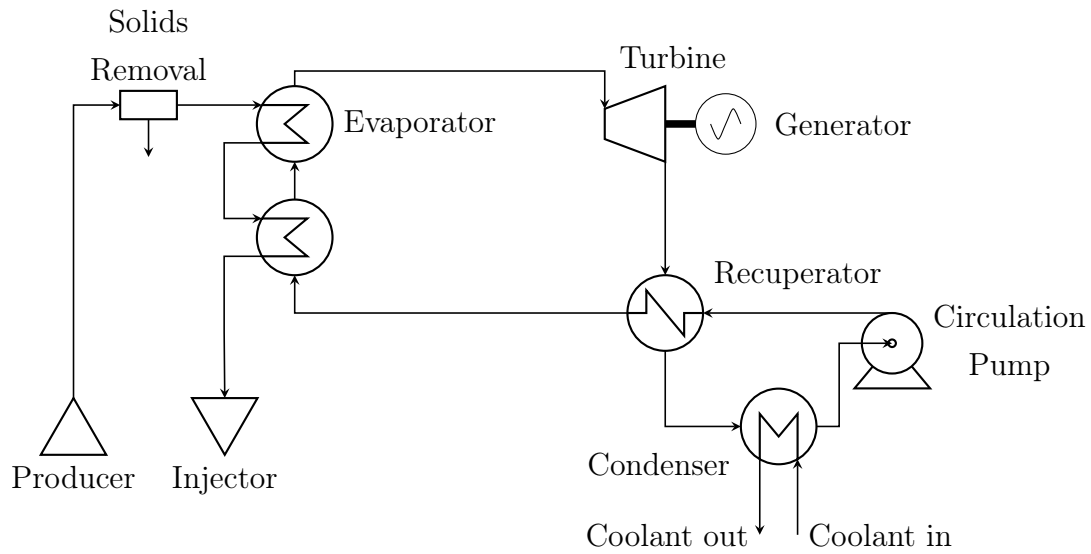 Solids
Removal
Turbine
Evaporator
Generator
Recuperator
Circulation
Pump
Condenser
Producer
Injector
Coolant out
Coolant in